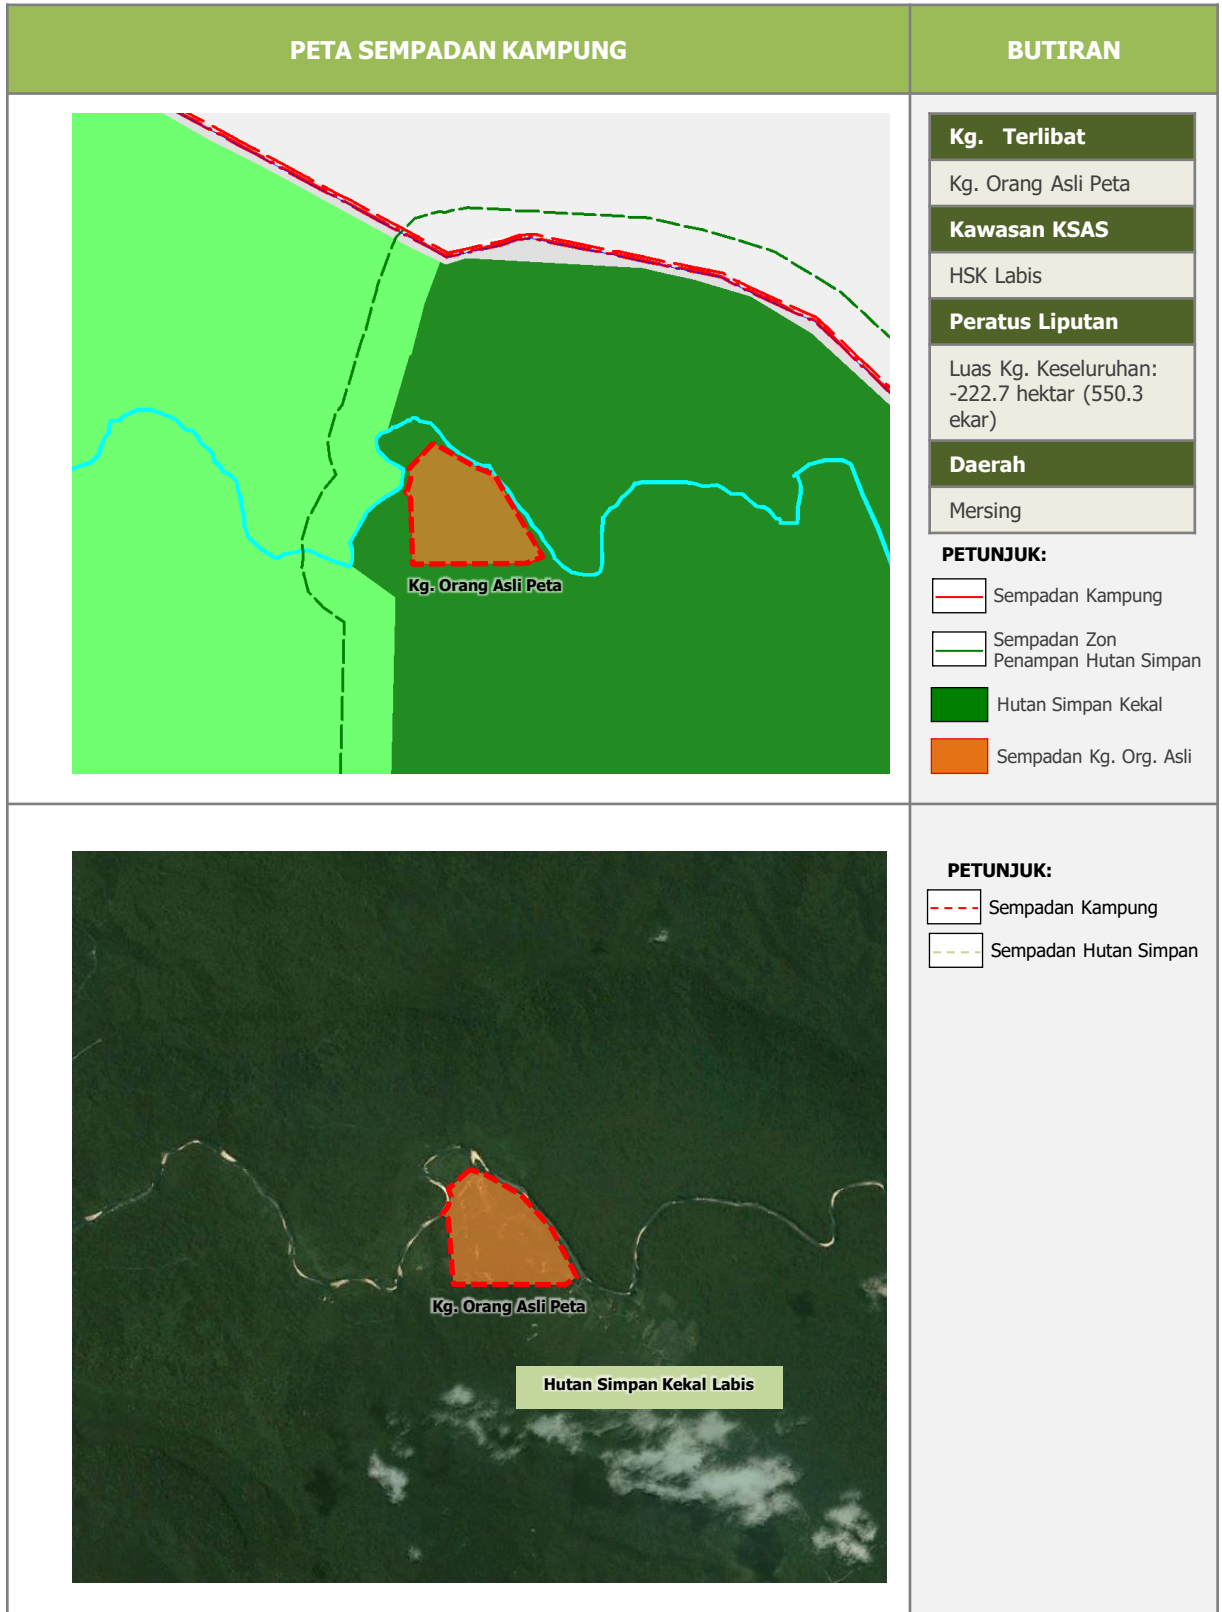 PETA SEMPADAN KAMPUNG
BUTIRAN
Kg. Orang Asli Peta
Kg. Terlibat
Kg. Orang Asli Peta
Kawasan KSAS
HSK Labis
Peratus Liputan
Luas Kg. Keseluruhan:
-222.7 hektar (550.3
ekar)
Daerah
Mersing
PETUNJUK:
Sempadan Kampung
Sempadan Zon
Penampan Hutan Simpan
Hutan Simpan Kekal
Sempadan Kg. Org. Asli
Kg. Orang Asli Peta
Hutan Simpan Kekal Labis
PETUNJUK:
Sempadan Kampung
Sempadan Hutan Simpan